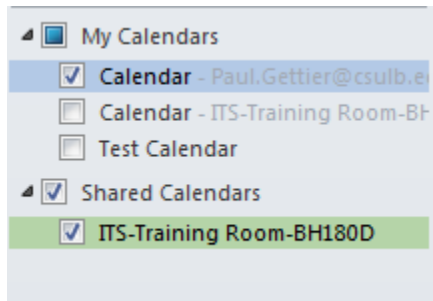 My Calendars
Calendar - Paul.Gettier@csulb.e
Calendar - ITS-Training Room-BH
Test Calendar
Shared Calendars
ITS-Training Room-BH180D